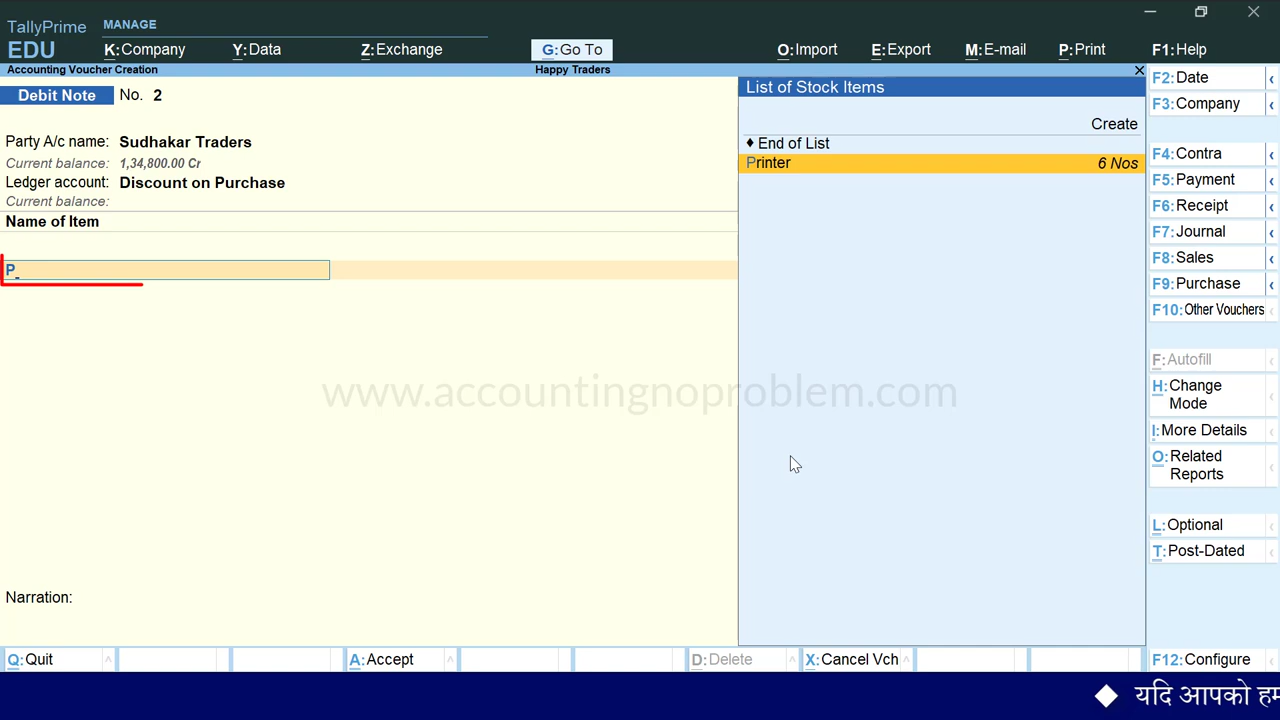 TallyPrime
EDU
MANAGE
K:Company
Y:Data
Z:Exchange
G:Go To
O:Import
E:Export
M:E-mail
P:Print
F1:Help
Accounting Voucher Creation
Happy Traders
Debit Note No. 2
Party A/c name: Sudhakar Traders
Current balance: 1,34,800.00 Cr
Ledger account: Discount on Purchase
Current balance:
Name of Item
P
List of Stock Items
Create
♦ End of List
Printer 6 Nos
F2:Date
F3:Company
F4:Contra
F5:Payment
F6:Receipt
F7:Journal
F8:Sales
F9:Purchase
F10:Other Vouchers
F:Autofill
H:Change
Mode
I:More Details
O:Related
Reports
L:Optional
T:Post-Dated
www.accountingnoproblem.com
Narration:
Q:Quit
A:Accept
D:Delete
X:Cancel Vch
F12:Configure
◆ यदि आपको हम